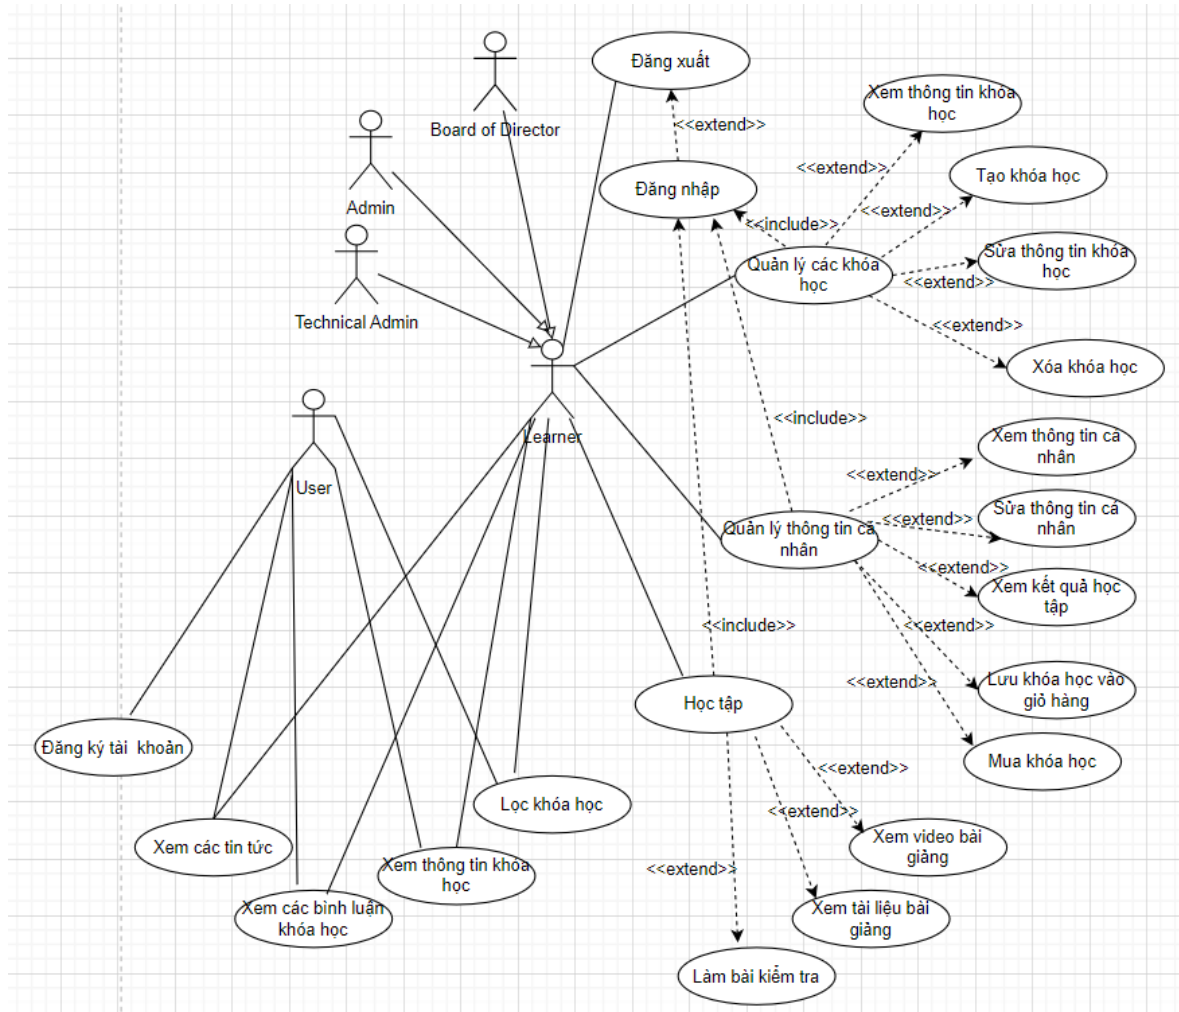 Đăng xuất
Board of Director
<<extend>>
Xem thông tin khóa
học
Admin
Đăng nhập
<<extend>>
Tạo khóa học
<<extend>>
<<include>>
Technical Admin
Quản lý các khóa
học
Sửa thông tin khóa
học
<<extend>>
<<extend>>
Xóa khóa học
Learner
User
<<include>>
Xem thông tin cá
nhân
<<extend>>
Quản lý thông tin cá
nhân
Sửa thông tin cá
nhân
<<extend>>
<<extend>>
Xem kết quả học
tập
<<include>>
<<extend>>
<<extend>>
Lưu khóa học vào
giỏ hàng
Học tập
Mua khóa học
Đăng ký tài  khoản
Xem các tin tức
Xem các bình luận
khóa học
Xem thông tin khóa
học
Lọc khóa học
<<extend>>
<<extend>>
<<extend>>
Xem video bài
giảng
Xem tài liệu bài
giảng
Làm bài kiểm tra